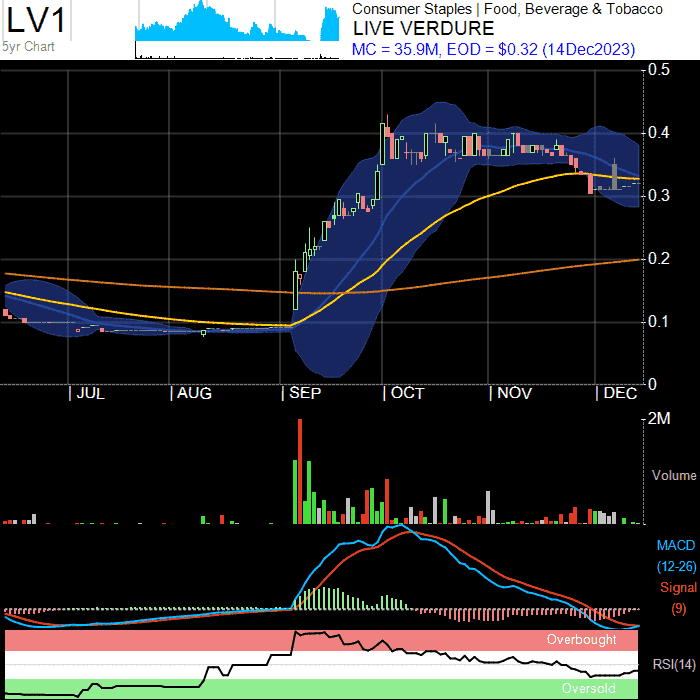 LV1
5yr Chart
Consumer Staples | Food, Beverage & Tobacco
LIVE VERDURE
MC = 35.9M, EOD = $0.32 (14Dec2023)
0.5
0.4
0.3
0.2
0.1
0
JUL AUG SEP OCT NOV DEC
2M
Volume
MACD
(12-26)
Signal
(9)
Overbought
RSI(14)
Oversold